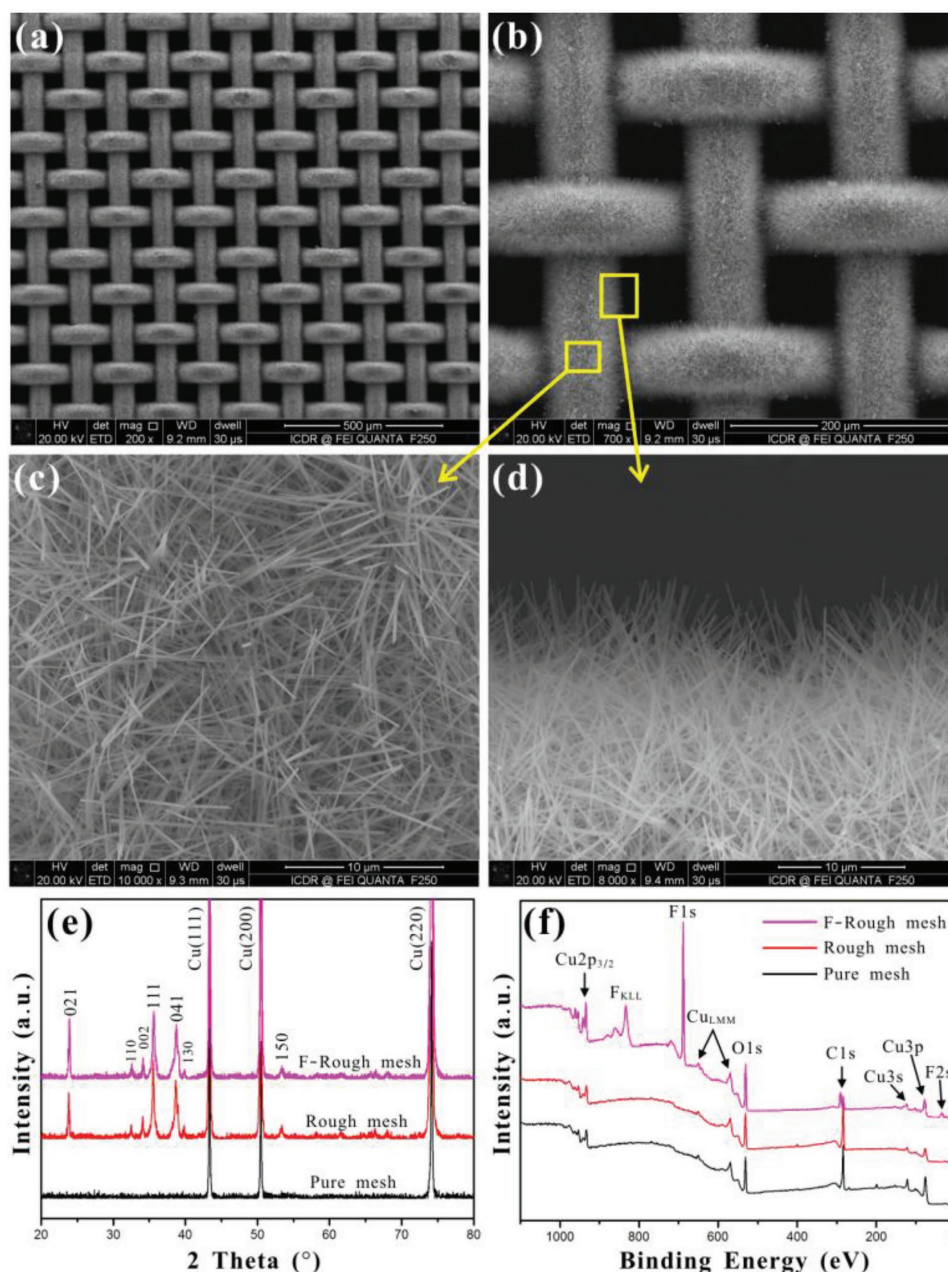 (a)
HV det mag □ WD dwell 500 µm
20.00 kV ETD 200 x 9.2 mm 30 µs ICDR @ FEI QUANTA F250
(b)
HV det mag □ WD dwell 200 µm
20.00 kV ETD 700 x 9.2 mm 30 µs ICDR @ FEI QUANTA F250
(c)
HV det mag □ WD dwell 10 µm
20.00 kV ETD 10 000 x 9.3 mm 30 µs ICDR @ FEI QUANTA F250
(d)
HV det mag □ WD dwell 10 µm
20.00 kV ETD 8 000 x 9.4 mm 30 µs ICDR @ FEI QUANTA F250
(e)
Intensity (a.u.)
021
110
002
111
041
130
Cu(111)
Cu(200)
150
Cu(220)
F-Rough mesh
Rough mesh
Pure mesh
20 30 40 50 60 70 80
2 Theta (°)
(f)
Intensity (a.u.)
F-Rough mesh
Rough mesh
Pure mesh
Cu2p3/2
FKLL
F1s
CuLMM
O1s
C1s
Cu3s
Cu3p
F2s
1000 800 600 400 200
Binding Energy (eV)